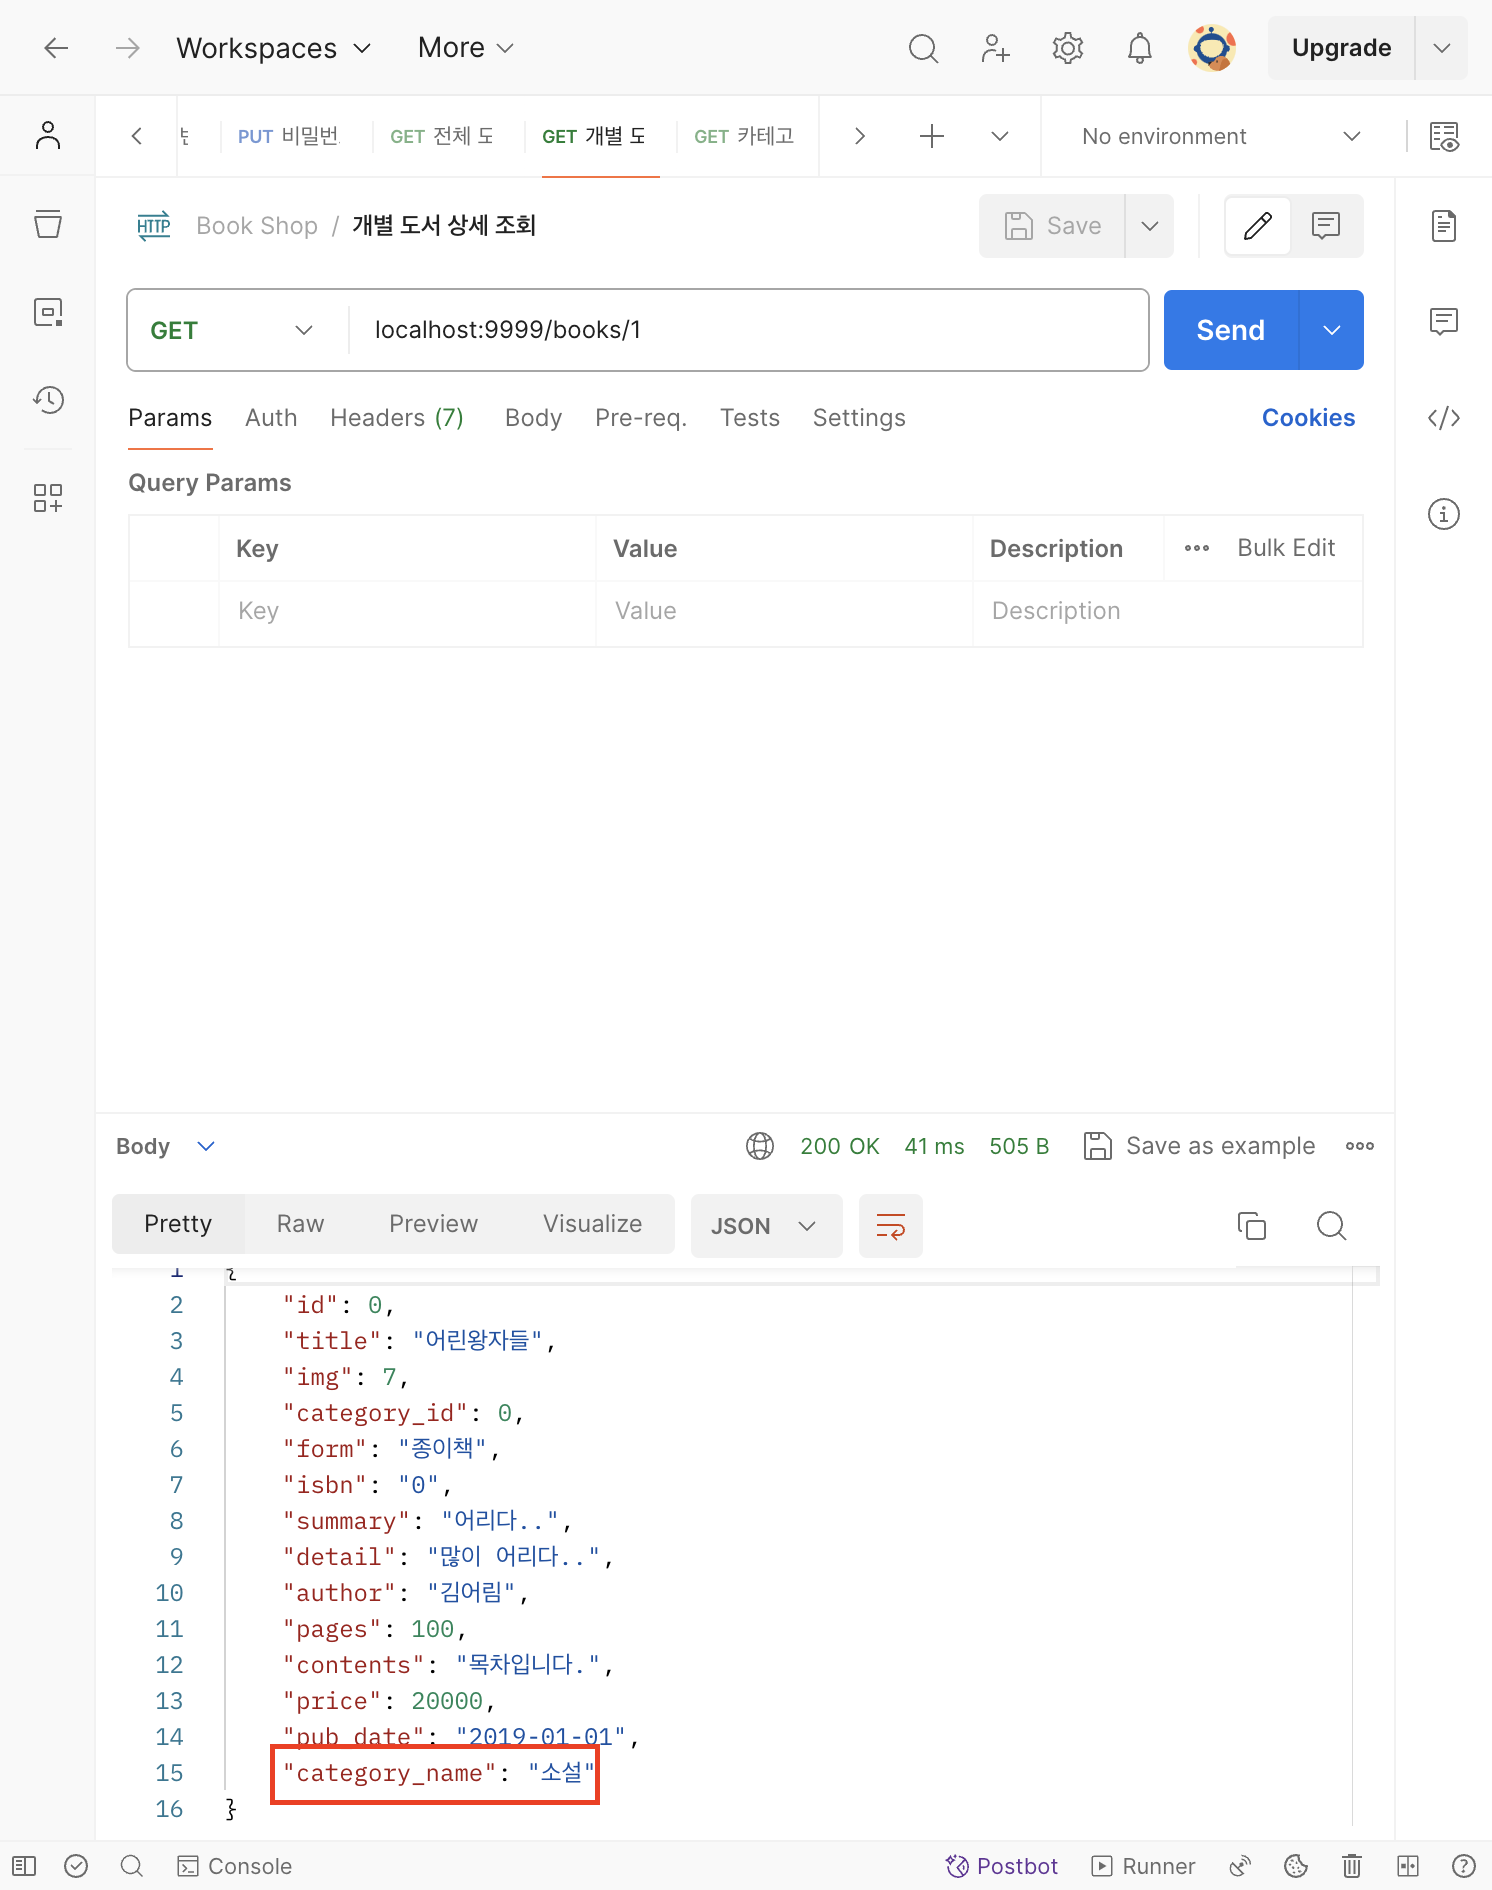 Workspaces More Upgrade
PUT 비밀번 GET 전체 도 GET 개별 도 GET 카테고 No environment
HTTP Book Shop / 개별 도서 상세 조회 Save
GET localhost:9999/books/1 Send
Params Auth Headers (7) Body Pre-req. Tests Settings Cookies
Query Params
Key Value Description Bulk Edit
Key Value Description
Body 200 OK 41 ms 505 B Save as example
Pretty Raw Preview Visualize JSON
1 {
2 "id": 0,
3 "title": "어린왕자들",
4 "img": 7,
5 "category_id": 0,
6 "form": "종이책",
7 "isbn": "0",
8 "summary": "어리다..",
9 "detail": "많이 어리다..",
10 "author": "김어림",
11 "pages": 100,
12 "contents": "목차입니다.",
13 "price": 20000,
14 "pub_date": "2019-01-01",
15 "category_name": "소설"
16 }
Console Postbot Runner